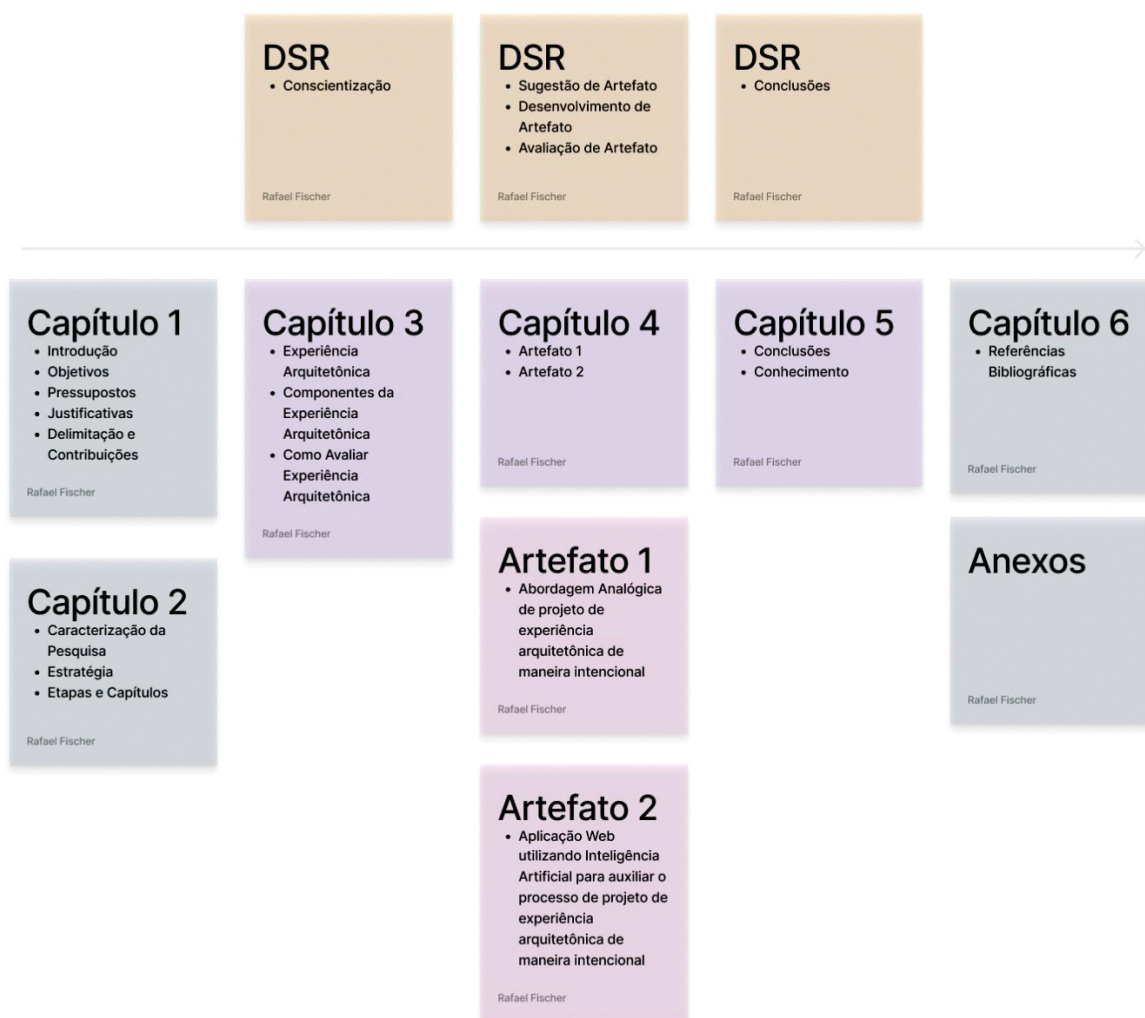 DSR
• Conscientização
Rafael Fischer
DSR
• Sugestão de Artefato
• Desenvolvimento de
Artefato
• Avaliação de Artefato
Rafael Fischer
DSR
• Conclusões
Rafael Fischer
Capítulo 1
• Introdução
• Objetivos
• Pressupostos
• Justificativas
• Delimitação e
Contribuições
Rafael Fischer
Capítulo 2
• Caracterização da
Pesquisa
• Estratégia
• Etapas e Capítulos
Rafael Fischer
Capítulo 3
• Experiência
Arquitetônica
• Componentes da
Experiência
Arquitetônica
• Como Avaliar
Experiência
Arquitetônica
Rafael Fischer
Capítulo 4
• Artefato 1
• Artefato 2
Rafael Fischer
Artefato 1
• Abordagem Analógica
de projeto de
experiência
arquitetônica de
maneira intencional
Rafael Fischer
Artefato 2
• Aplicação Web
utilizando Inteligência
Artificial para auxiliar o
processo de projeto de
experiência
arquitetônica de
maneira intencional
Rafael Fischer
Capítulo 5
• Conclusões
• Conhecimento
Rafael Fischer
Capítulo 6
• Referências
Bibliográficas
Rafael Fischer
Anexos
Rafael Fischer